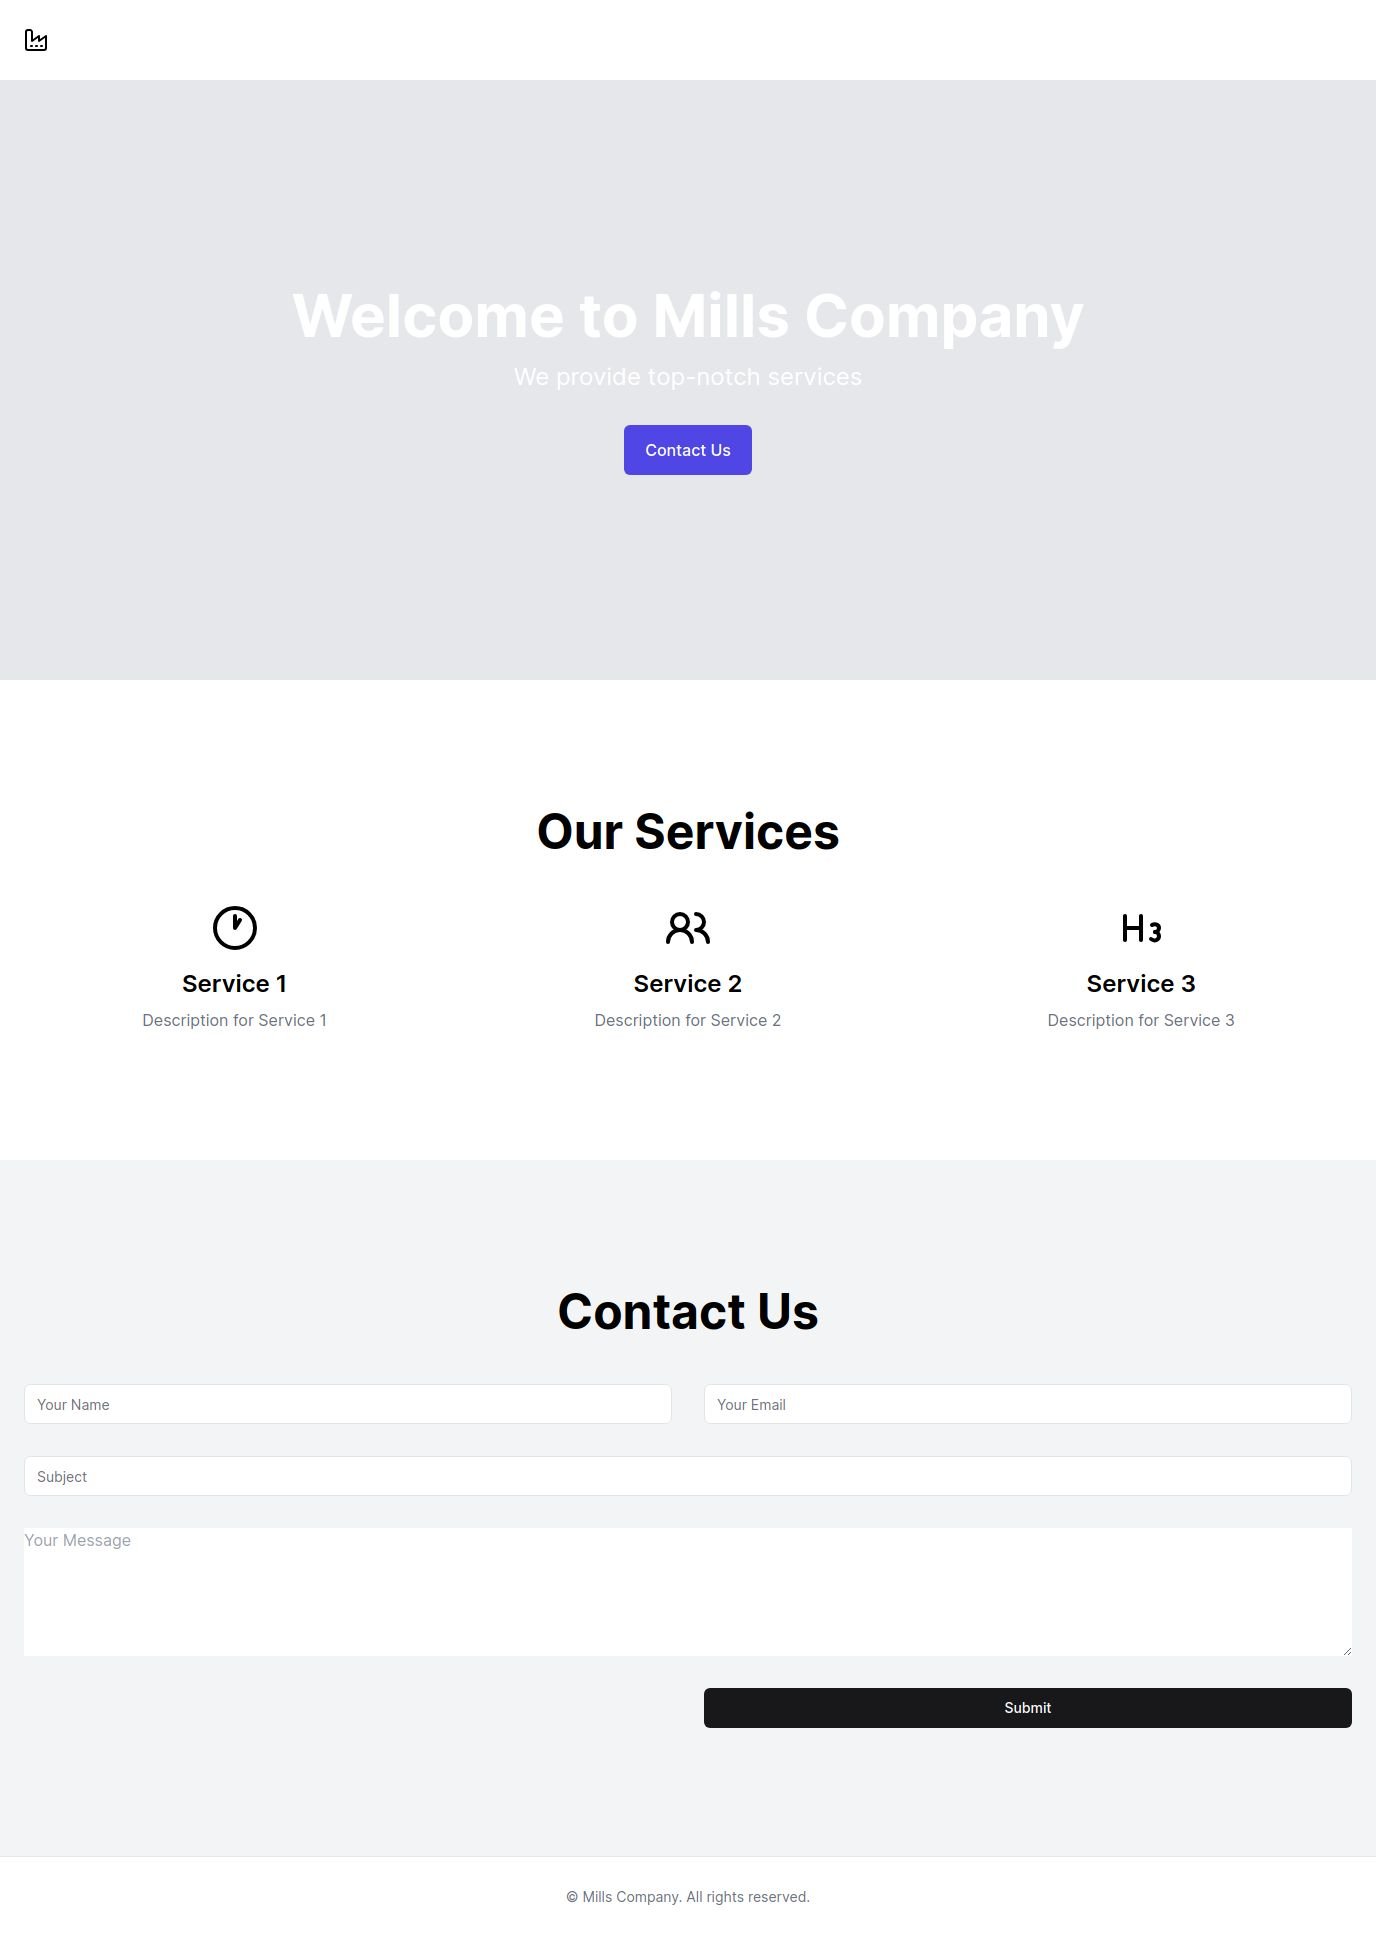 Welcome to Mills Company
We provide top-notch services
Contact Us
Our Services
H3
Service 1
Service 2
Service 3
Description for Service 1
Description for Service 2
Description for Service 3
Contact Us
Your Name
Your Email
Subject
Your Message
Submit
© Mills Company. All rights reserved.